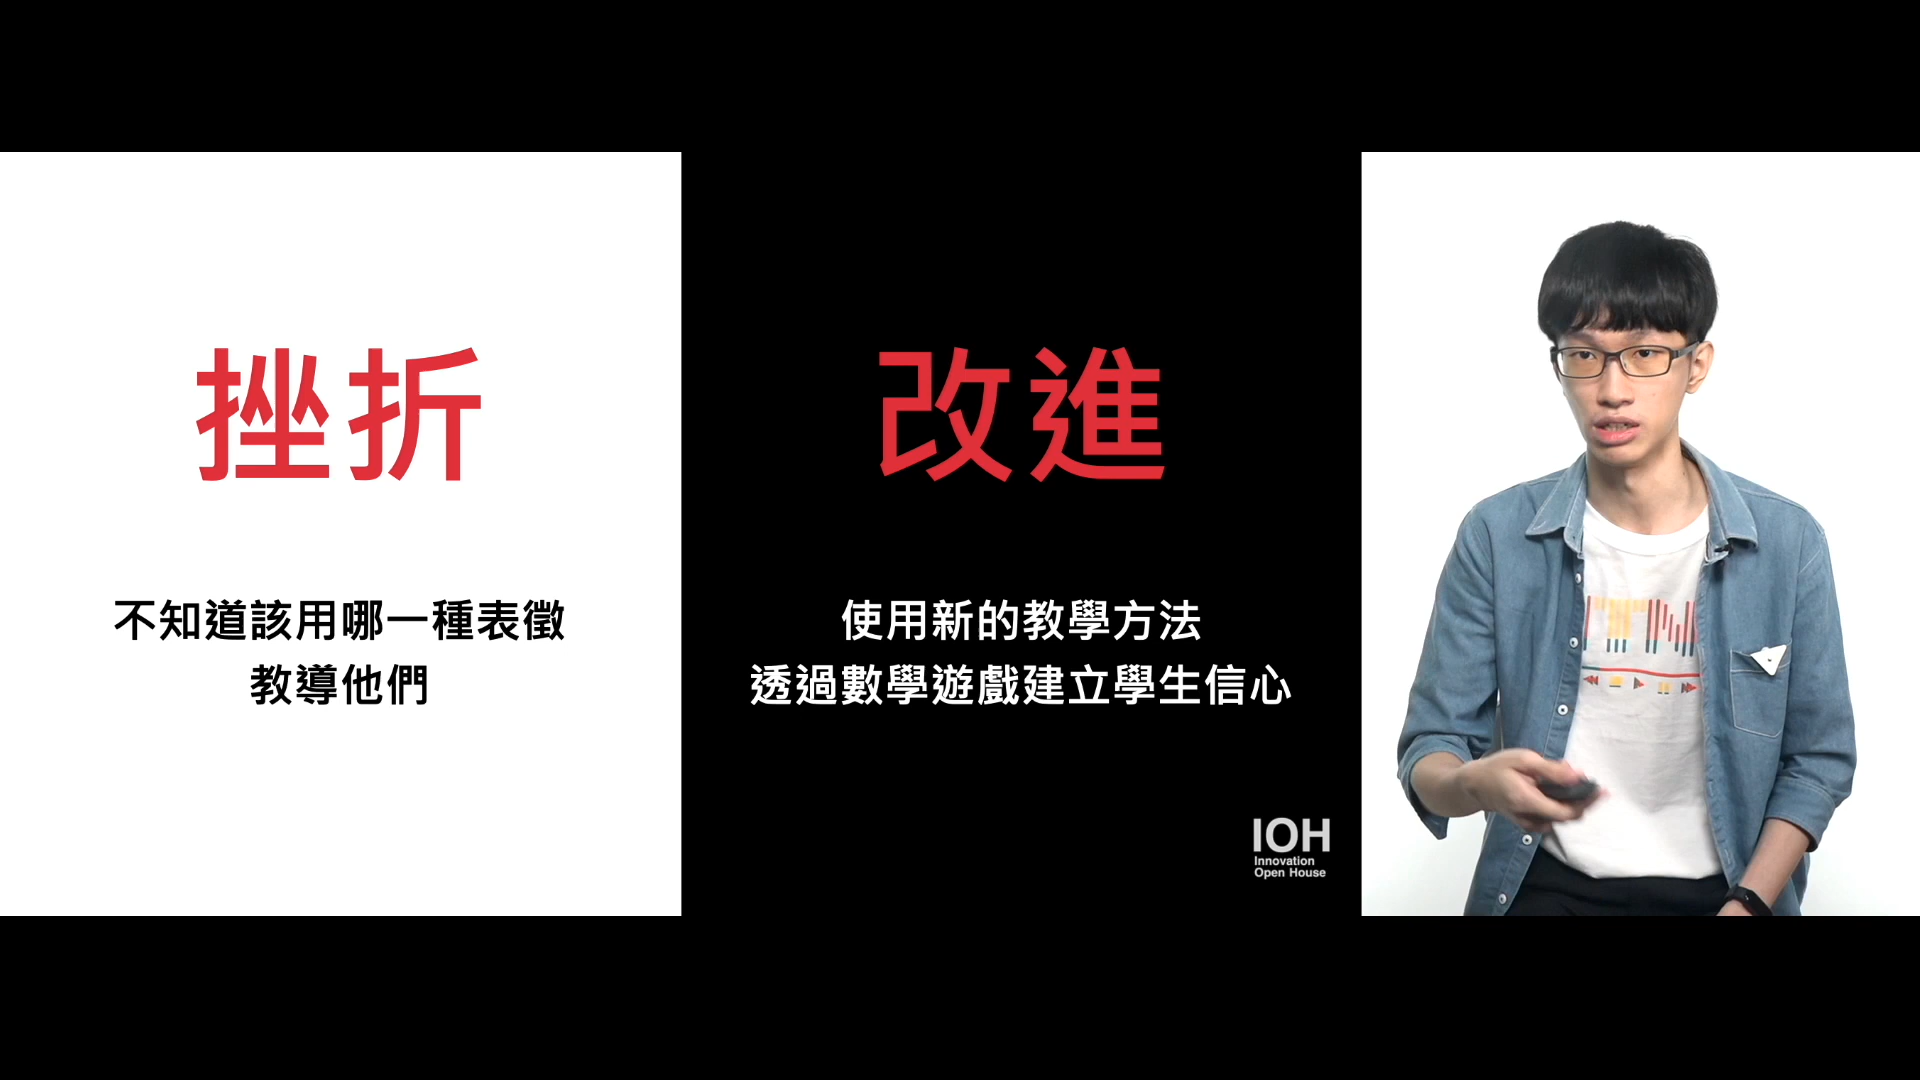 挫折
不知道該用哪一種表徵
教導他們
改進
使用新的教學方法
透過數學遊戲建立學生信心
IOH
Innovation
Open House